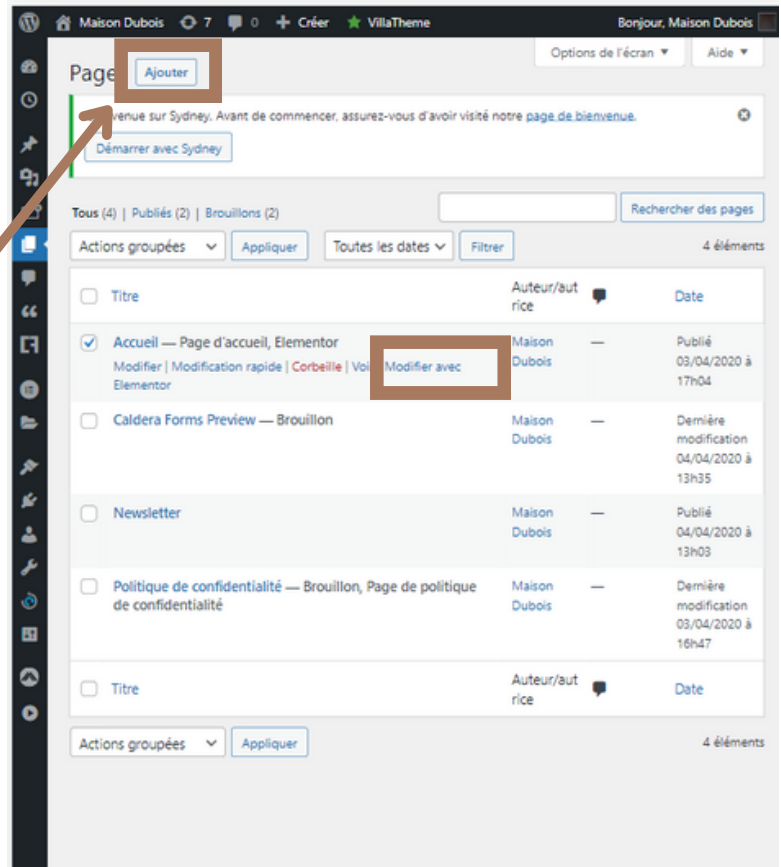 Maison Dubois 7 0 Créer VillaTheme Bonjour, Maison Dubois
Options de l'écran ▼ Aide ▼
Page Ajouter
venue sur Sydney. Avant de commencer, assurez-vous d'avoir visité notre page de bienvenue.
Démarrer avec Sydney
Tous (4) | Publiés (2) | Brouillons (2) Rechercher des pages
Actions groupées Appliquer Toutes les dates Filtrer 4 éléments
Titre Auteur/aut Date
rice
Accueil — Page d'accueil, Elementor Maison — Publié
Modifier | Modification rapide | Corbeille | Voi Modifier avec Dubois 03/04/2020 à
Elementor 17h04
Caldera Forms Preview — Brouillon Maison — Dernière
Dubois modification
04/04/2020 à
13h35
Newsletter Maison — Publié
Dubois 04/04/2020 à
13h03
Politique de confidentialité — Brouillon, Page de politique Maison — Dernière
de confidentialité Dubois modification
03/04/2020 à
16h47
Titre Auteur/aut Date
rice
Actions groupées Appliquer 4 éléments